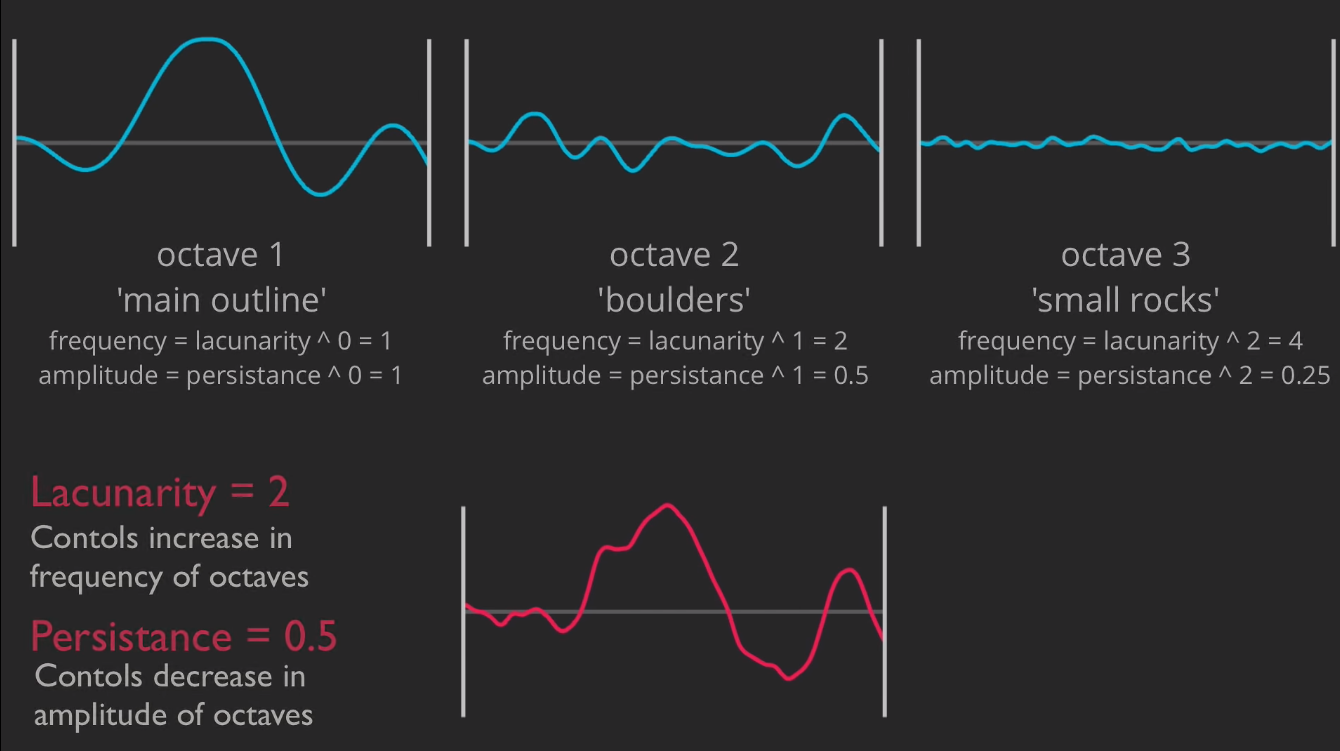 octave 1
'main outline'
frequency = lacunarity ^ 0 = 1
amplitude = persistance ^ 0 = 1
octave 2
'boulders'
frequency = lacunarity ^ 1 = 2
amplitude = persistance ^ 1 = 0.5
octave 3
'small rocks'
frequency = lacunarity ^ 2 = 4
amplitude = persistance ^ 2 = 0.25
Lacunarity = 2
Contols increase in
frequency of octaves
Persistance = 0.5
Contols decrease in
amplitude of octaves